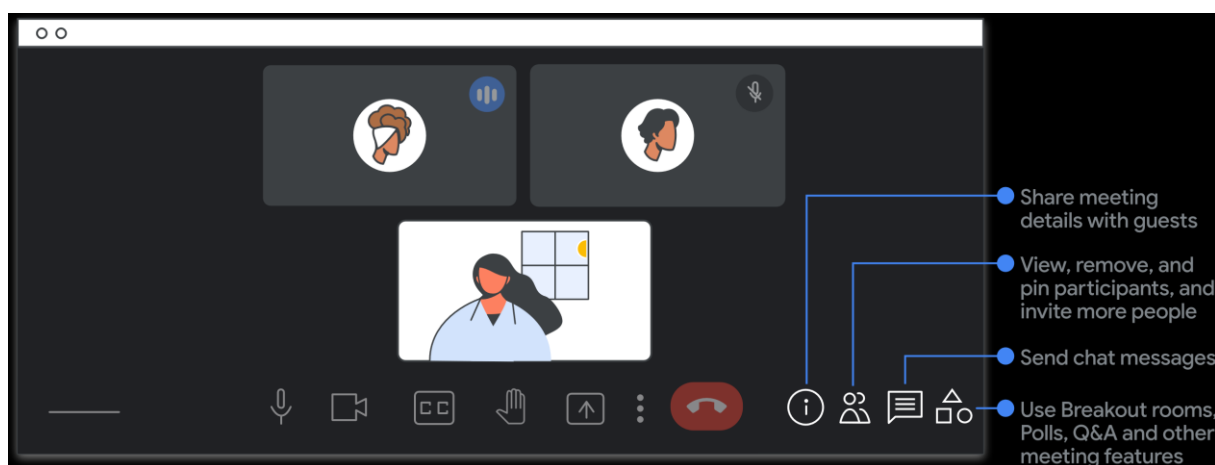 Share meeting
details with guests
View, remove, and
pin participants, and
invite more people
Send chat messages
CC
Use Breakout rooms,
Polls, Q&A and other
meeting features